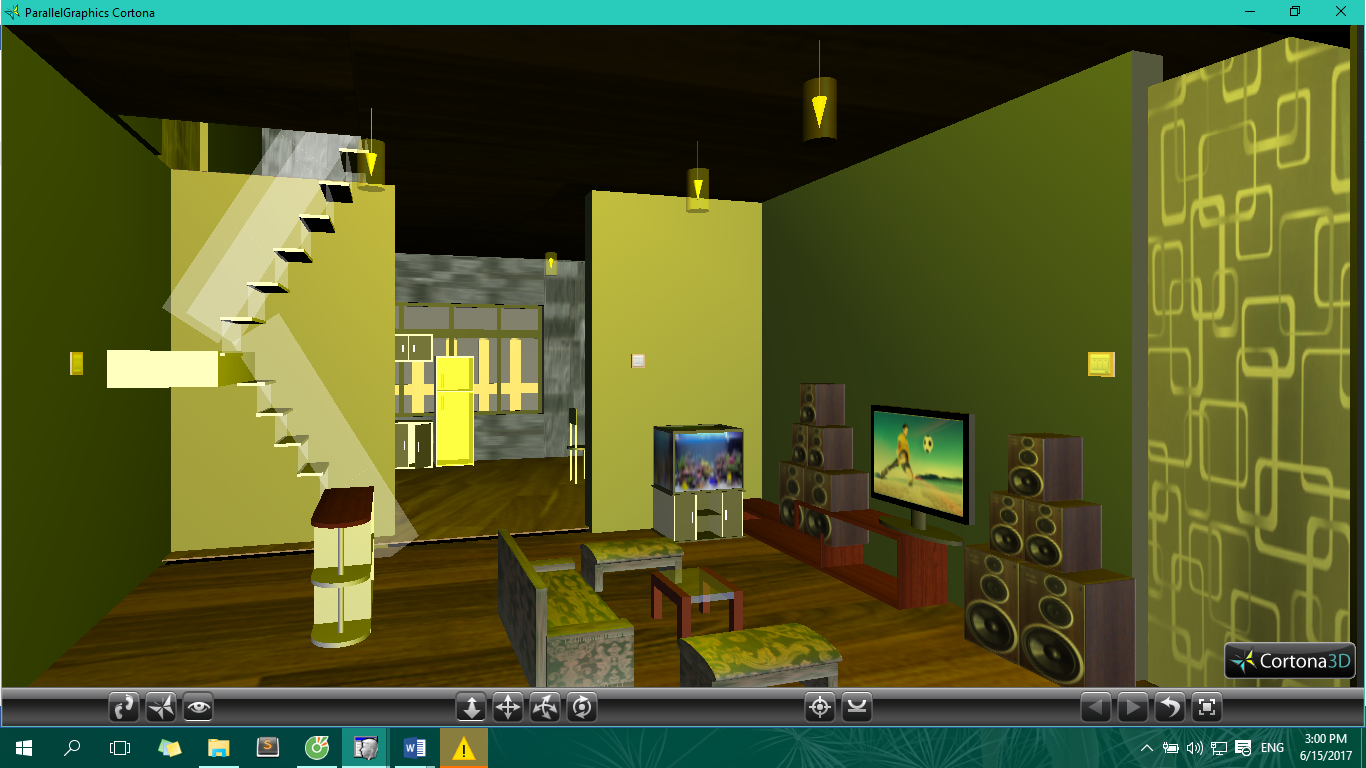 ParallelGraphics Cortona
Cortona3D
ENG
3:00 PM
6/15/2017